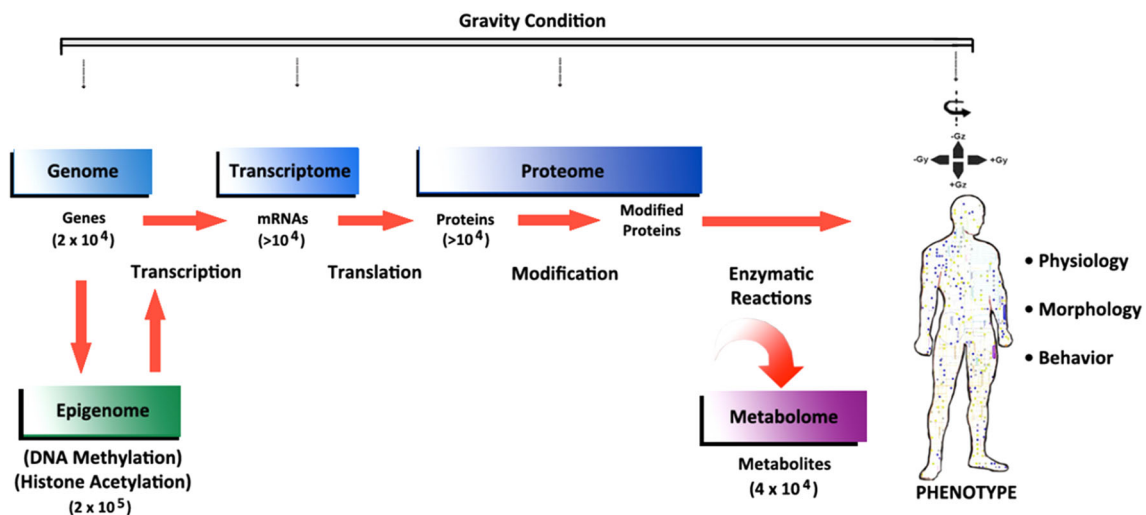 Gravity Condition
-Gz
-Gy
+Gy
+Gz
Genome
Transcriptome
Proteome
Genes
(2 x 10⁴)
mRNAs
(>10⁴)
Proteins
(>10⁴)
Modified
Proteins
Transcription
Translation
Modification
Enzymatic
Reactions
• Physiology
• Morphology
• Behavior
Epigenome
(DNA Methylation)
(Histone Acetylation)
(2 x 10⁵)
Metabolome
Metabolites
(4 x 10⁴)
PHENOTYPE